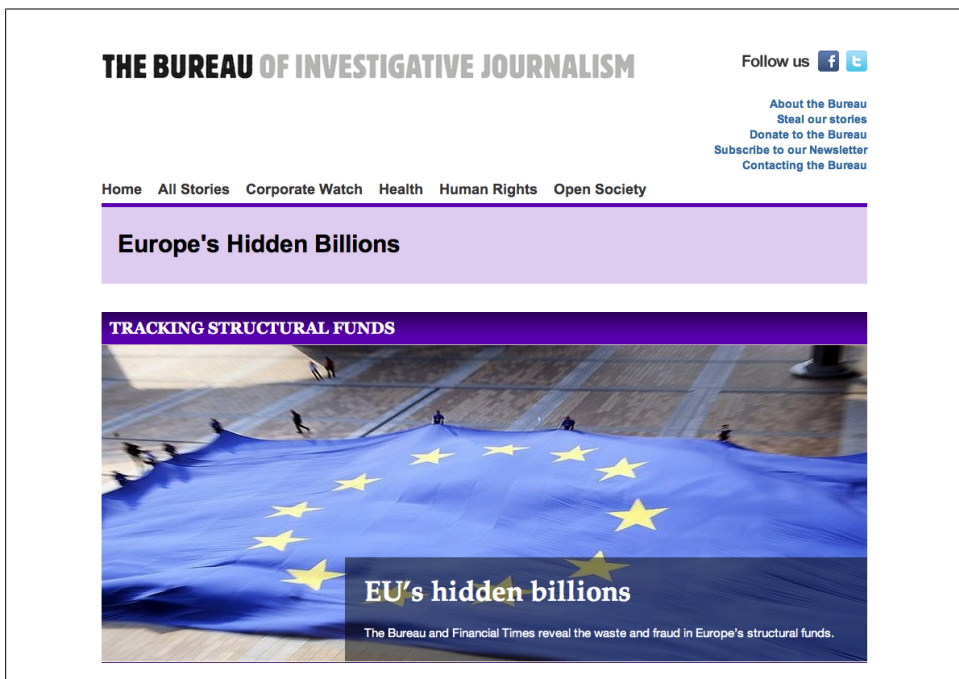 THE BUREAU OF INVESTIGATIVE JOURNALISM
Follow us
About the Bureau
Steal our stories
Donate to the Bureau
Subscribe to our Newsletter
Contacting the Bureau
Home All Stories Corporate Watch Health Human Rights Open Society
Europe's Hidden Billions
TRACKING STRUCTURAL FUNDS
EU's hidden billions
The Bureau and Financial Times reveal the waste and fraud in Europe's structural funds.